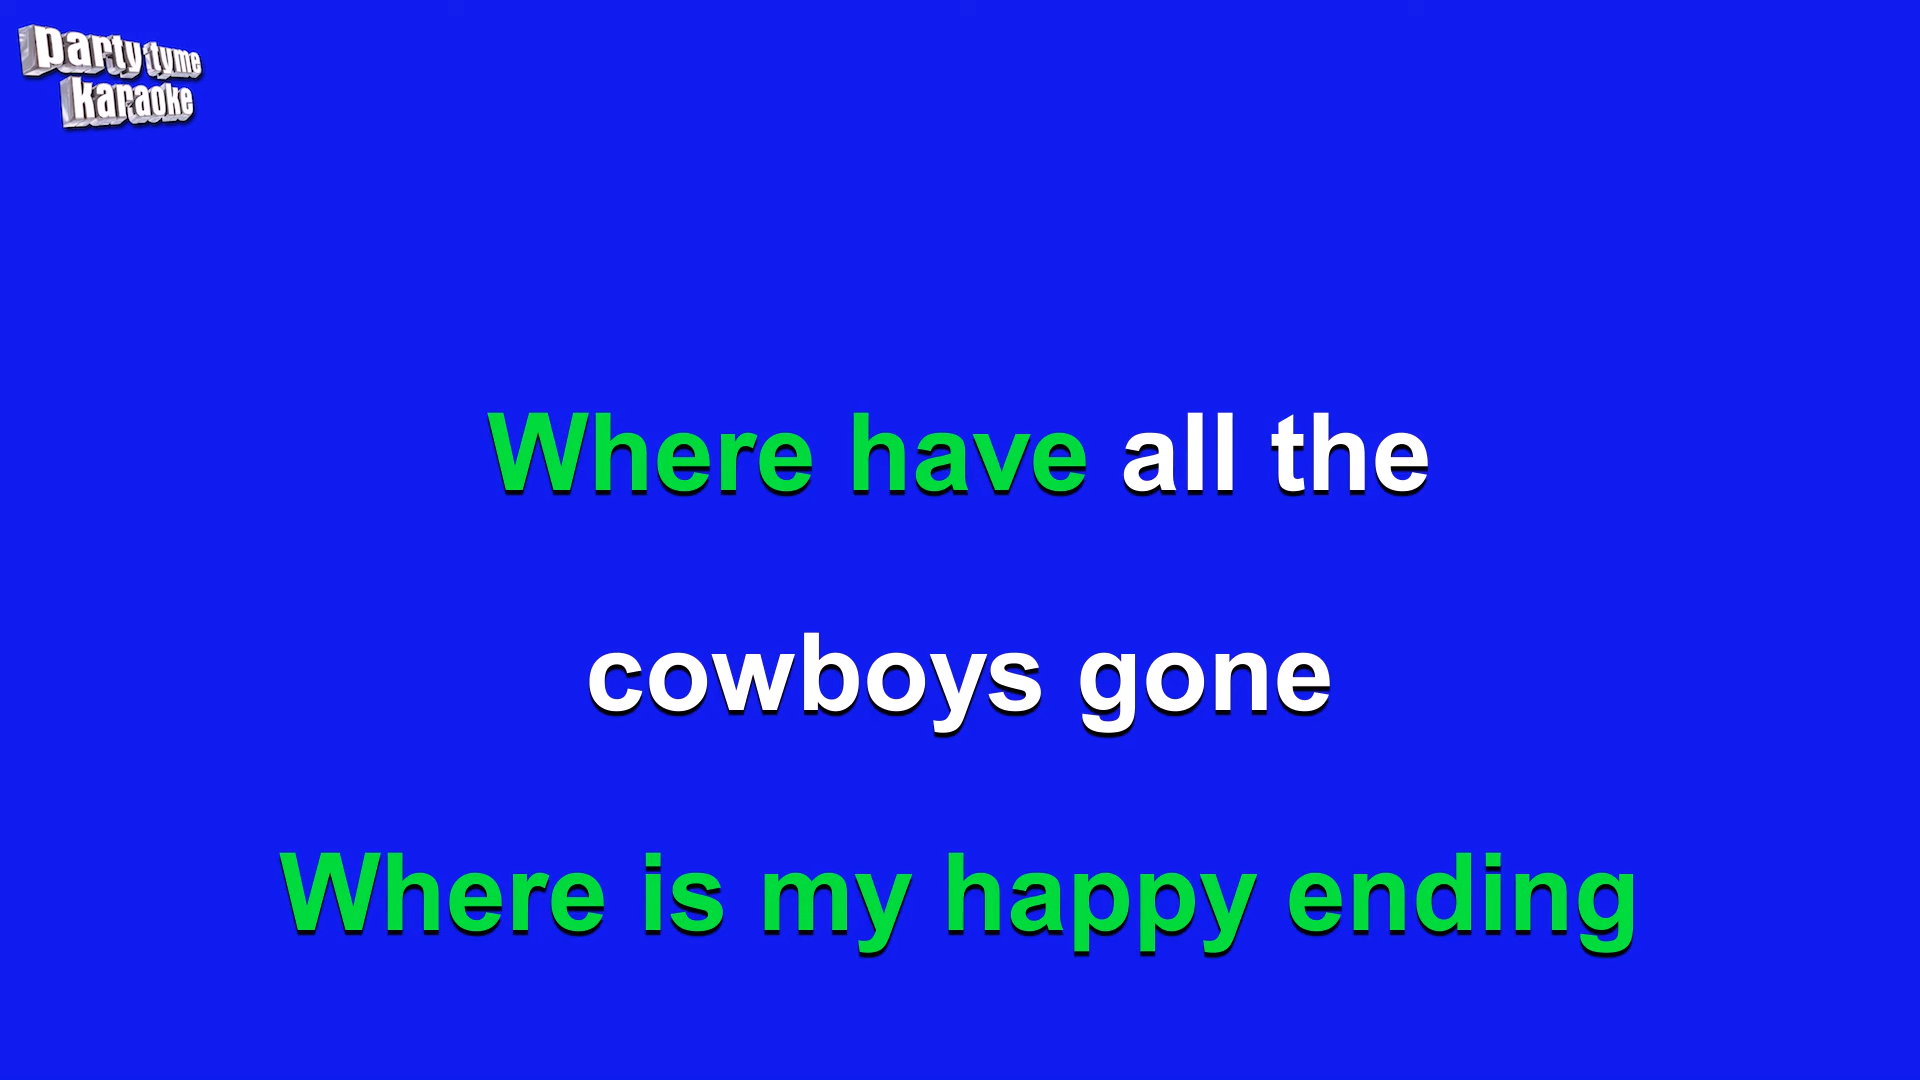 party tyme
karaoke
Where have all the
cowboys gone
Where is my happy ending